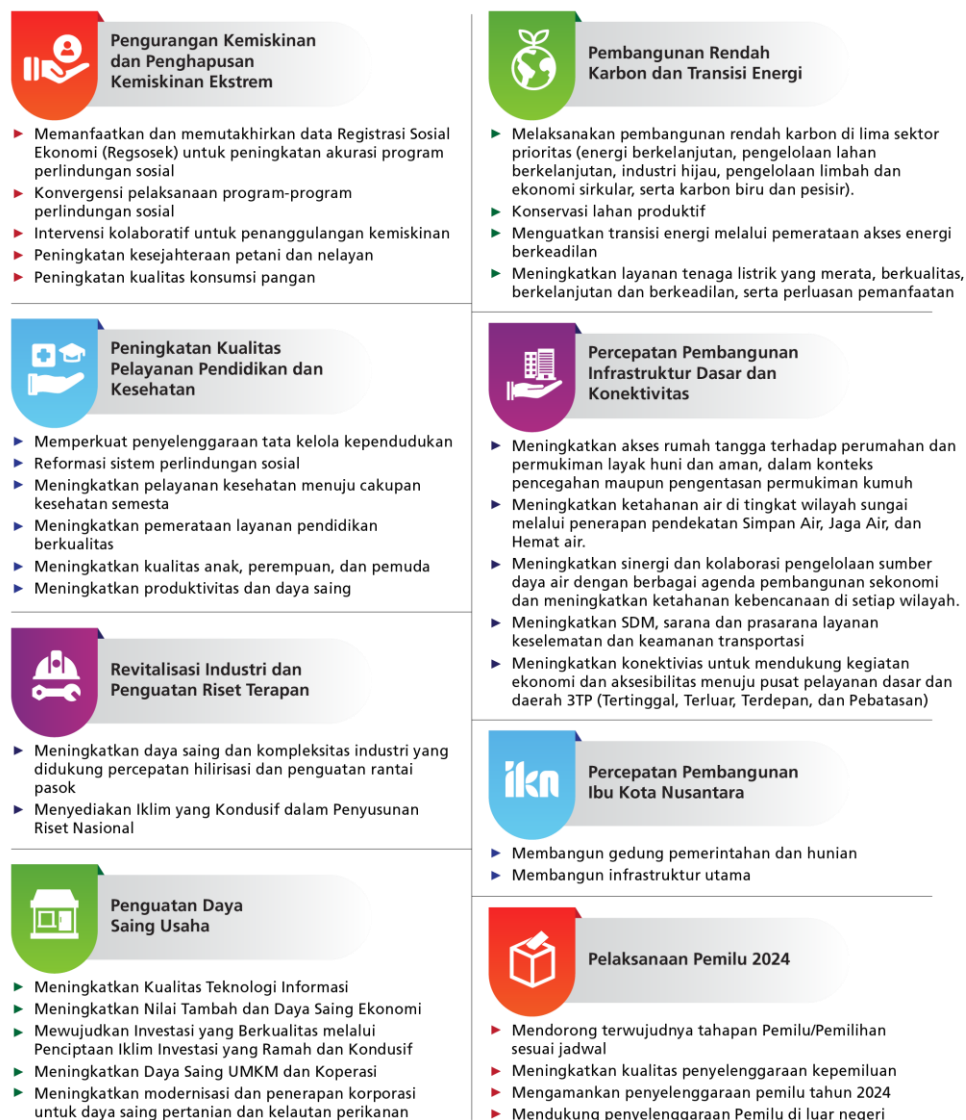 Pengurangan Kemiskinan
dan Penghapusan
Kemiskinan Ekstrem
► Memanfaatkan dan memutakhirkan data Registrasi Sosial
Ekonomi (Regsosek) untuk peningkatan akurasi program
perlindungan sosial
► Konvergensi pelaksanaan program-program
perlindungan sosial
► Intervensi kolaboratif untuk penanggulangan kemiskinan
► Peningkatan kesejahteraan petani dan nelayan
► Peningkatan kualitas konsumsi pangan
Peningkatan Kualitas
Pelayanan Pendidikan dan
Kesehatan
► Memperkuat penyelenggaraan tata kelola kependudukan
► Reformasi sistem perlindungan sosial
► Meningkatkan pelayanan kesehatan menuju cakupan
kesehatan semesta
► Meningkatkan pemerataan layanan pendidikan
berkualitas
► Meningkatkan kualitas anak, perempuan, dan pemuda
► Meningkatkan produktivitas dan daya saing
Revitalisasi Industri dan
Penguatan Riset Terapan
► Meningkatkan daya saing dan kompleksitas industri yang
didukung percepatan hilirisasi dan penguatan rantai
pasok
► Menyediakan Iklim yang Kondusif dalam Penyusunan
Riset Nasional
Penguatan Daya
Saing Usaha
► Meningkatkan Kualitas Teknologi Informasi
► Meningkatkan Nilai Tambah dan Daya Saing Ekonomi
► Mewujudkan Investasi yang Berkualitas melalui
Penciptaan Iklim Investasi yang Ramah dan Kondusif
► Meningkatkan Daya Saing UMKM dan Koperasi
► Meningkatkan modernisasi dan penerapan korporasi
untuk daya saing pertanian dan kelautan perikanan
Pembangunan Rendah
Karbon dan Transisi Energi
► Melaksanakan pembangunan rendah karbon di lima sektor
prioritas (energi berkelanjutan, pengelolaan lahan
berkelanjutan, industri hijau, pengelolaan limbah dan
ekonomi sirkular, serta karbon biru dan pesisir).
► Konservasi lahan produktif
► Menguatkan transisi energi melalui pemerataan akses energi
berkeadilan
► Meningkatkan layanan tenaga listrik yang merata, berkualitas,
berkelanjutan dan berkeadilan, serta perluasan pemanfaatan
Percepatan Pembangunan
Infrastruktur Dasar dan
Konektivitas
► Meningkatkan akses rumah tangga terhadap perumahan dan
permukiman layak huni dan aman, dalam konteks
pencegahan maupun pengentasan permukiman kumuh
► Meningkatkan ketahanan air di tingkat wilayah sungai
melalui penerapan pendekatan Simpan Air, Jaga Air, dan
Hemat air.
► Meningkatkan sinergi dan kolaborasi pengelolaan sumber
daya air dengan berbagai agenda pembangunan sekonomi
dan meningkatkan ketahanan kebencanaan di setiap wilayah.
► Meningkatkan SDM, sarana dan prasarana layanan
keselematan dan keamanan transportasi
► Meningkatkan konektivias untuk mendukung kegiatan
ekonomi dan aksesibilitas menuju pusat pelayanan dasar dan
daerah 3TP (Tertinggal, Terluar, Terdepan, dan Pebatasan)
ikn
Percepatan Pembangunan
Ibu Kota Nusantara
► Membangun gedung pemerintahan dan hunian
► Membangun infrastruktur utama
Pelaksanaan Pemilu 2024
► Mendorong terwujudnya tahapan Pemilu/Pemilihan
sesuai jadwal
► Meningkatkan kualitas penyelenggaraan kepemiluan
► Mengamankan penyelenggaraan pemilu tahun 2024
► Mendukung penyelenggaraan Pemilu di luar negeri